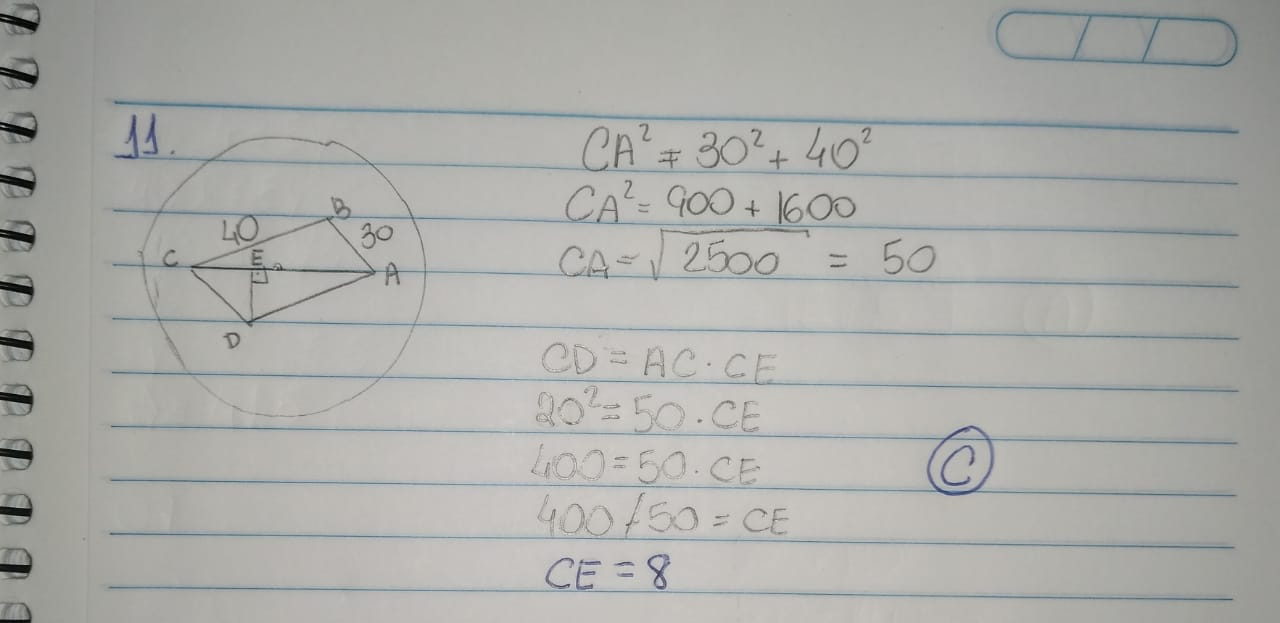 11.
B
40
30
C
E
A
D
CA² = 30² + 40²
CA² = 900 + 1600
CA = √2500 = 50
CD = AC · CE
20² = 50 . CE
400 = 50 . CE
400 / 50 = CE
CE = 8
C